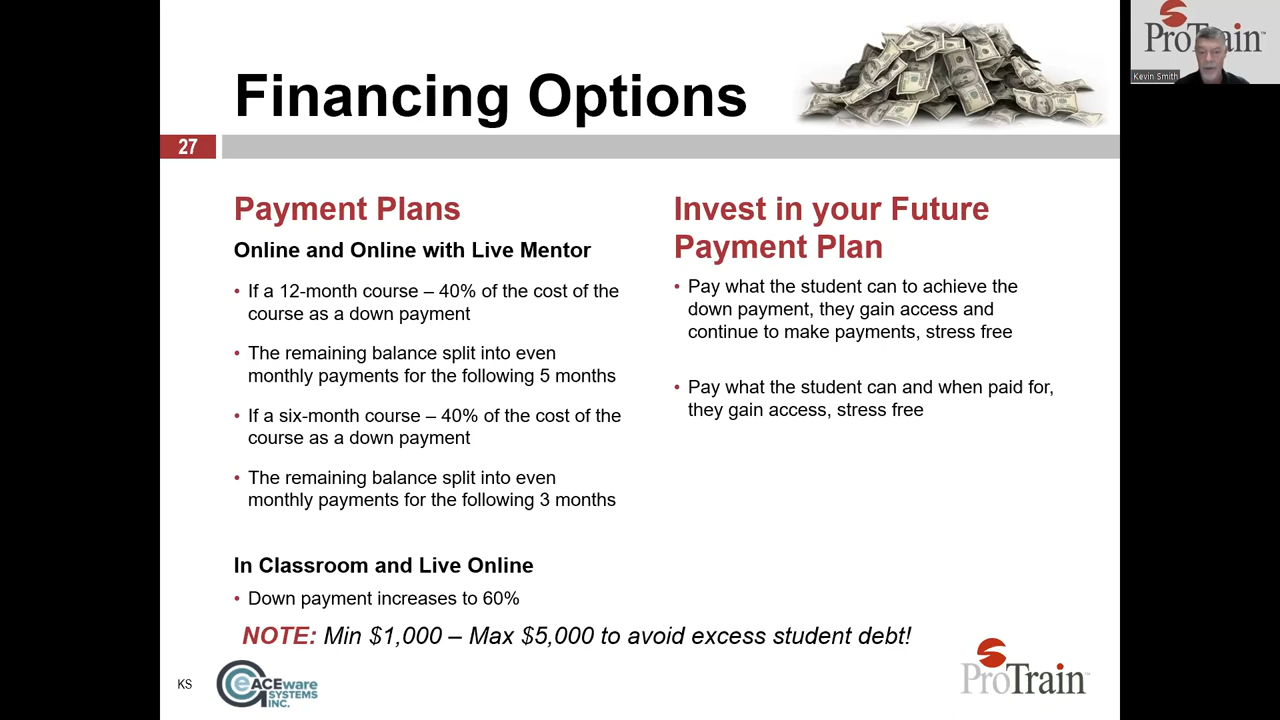 Financing Options
27
Payment Plans
Online and Online with Live Mentor
• If a 12-month course – 40% of the cost of the
course as a down payment
• The remaining balance split into even
monthly payments for the following 5 months
• If a six-month course – 40% of the cost of the
course as a down payment
• The remaining balance split into even
monthly payments for the following 3 months
In Classroom and Live Online
• Down payment increases to 60%
Invest in your Future
Payment Plan
• Pay what the student can to achieve the
down payment, they gain access and
continue to make payments, stress free
• Pay what the student can and when paid for,
they gain access, stress free
NOTE: Min $1,000 – Max $5,000 to avoid excess student debt!
KS
ACEware
SYSTEMS
INC.
ProTrain™
ProTrain™
Kevin Smith